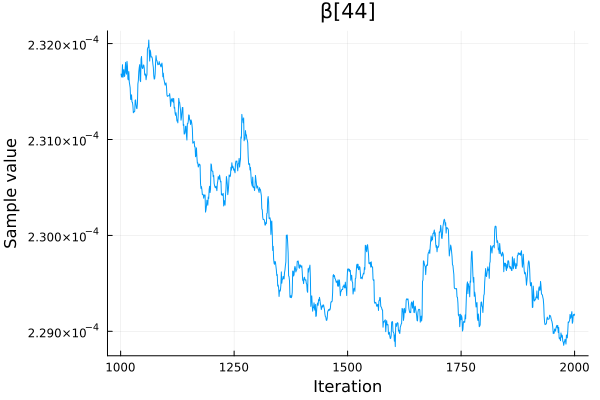 β[44]
Sample value
2.320×10⁻⁴
2.310×10⁻⁴
2.300×10⁻⁴
2.290×10⁻⁴
1000 1250 1500 1750 2000
Iteration